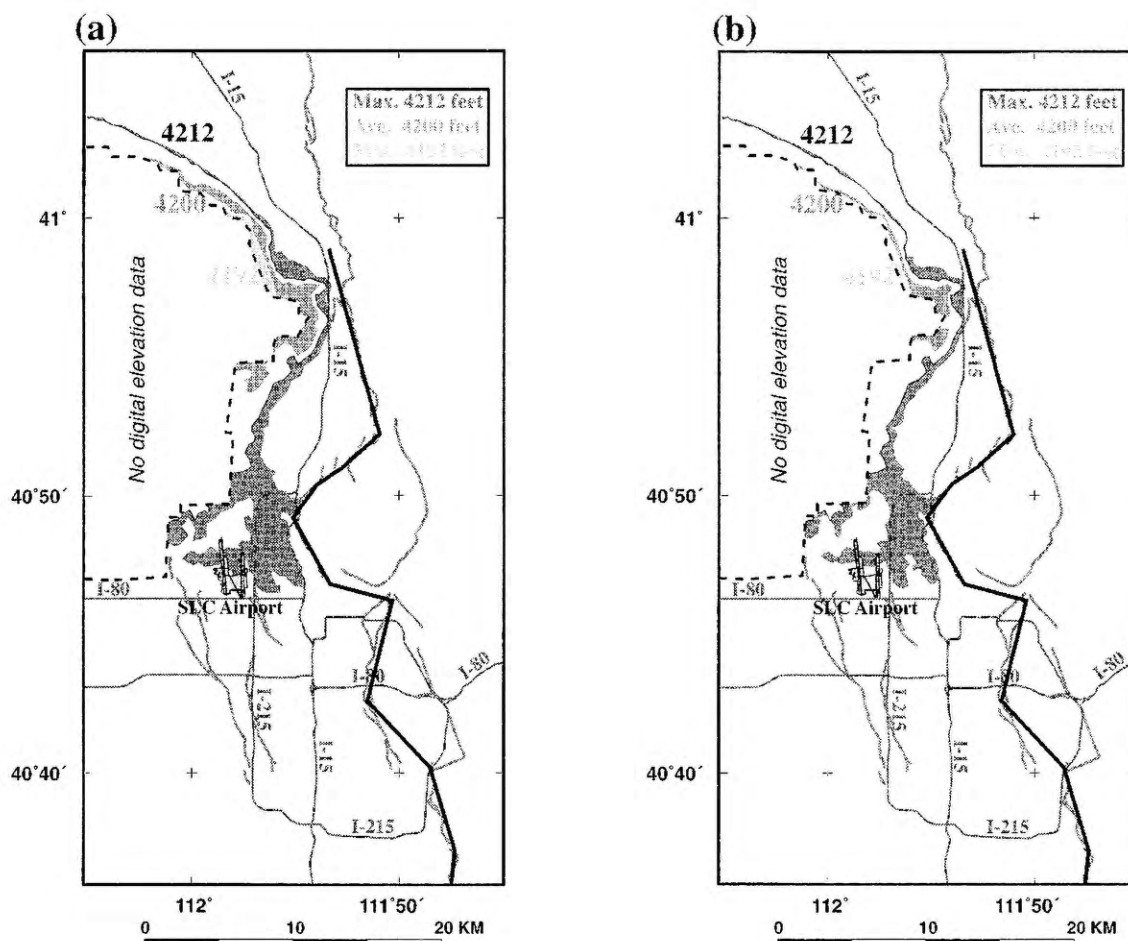 (a)
I-15
Max. 4212 feet
Ave. 4200 feet
4212
4200
41°
No digital elevation data
I-15
40°50´
I-80
SLC Airport
I-80
I-80
I-215
I-15
40°40´
I-215
112°
111°50´
0 10 20 KM
(b)
I-15
Max. 4212 feet
Ave. 4200 feet
4212
4200
41°
4192
No digital elevation data
I-15
40°50´
I-80
SLC Airport
I-80
I-80
I-215
I-15
40°40´
I-215
112°
111°50´
0 10 20 KM